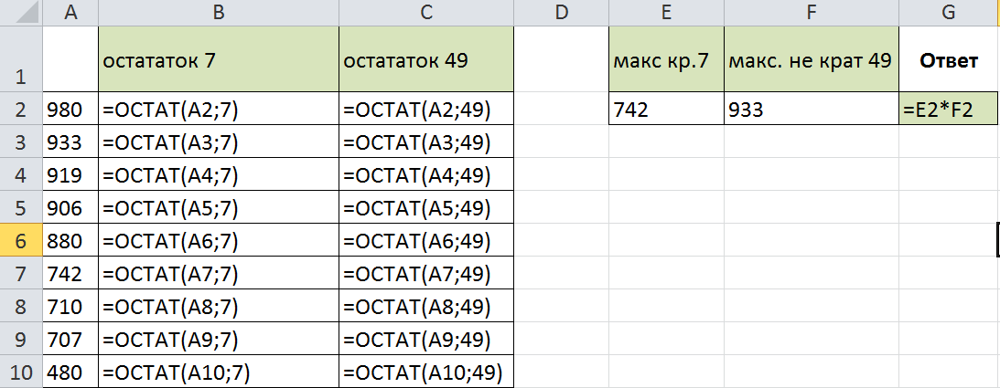 A B C D E F G
1 остататок 7 остататок 49 макс кр.7 макс. не крат 49 Ответ
2 980 =ОСТАТ(A2;7) =ОСТАТ(A2;49) 742 933 =E2*F2
3 933 =ОСТАТ(A3;7) =ОСТАТ(A3;49)
4 919 =ОСТАТ(A4;7) =ОСТАТ(A4;49)
5 906 =ОСТАТ(A5;7) =ОСТАТ(A5;49)
6 880 =ОСТАТ(A6;7) =ОСТАТ(A6;49)
7 742 =ОСТАТ(A7;7) =ОСТАТ(A7;49)
8 710 =ОСТАТ(A8;7) =ОСТАТ(A8;49)
9 707 =ОСТАТ(A9;7) =ОСТАТ(A9;49)
10 480 =ОСТАТ(A10;7) =ОСТАТ(A10;49)